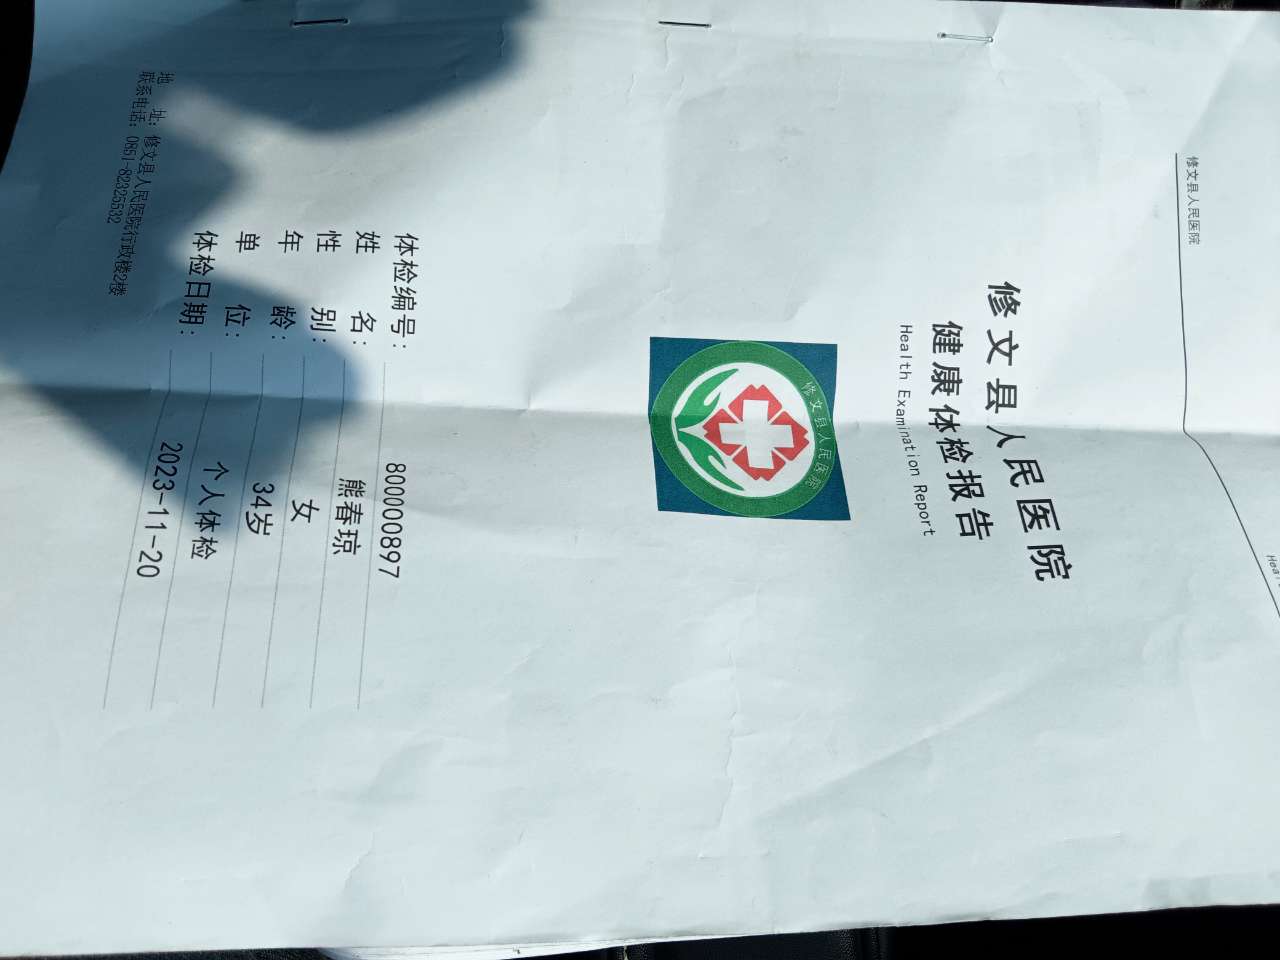 修文县人民医院
Heal
修文县人民医院
健康体检报告
Health Examination Report
修文县人民医院
体检编号: 800000897
姓 名: 熊春琼
性 别: 女
年 龄: 34岁
单 位: 个人体检
体检日期: 2023-11-20
地 址: 修文县人民医院行政楼2楼
联系电话: 0851-82325532